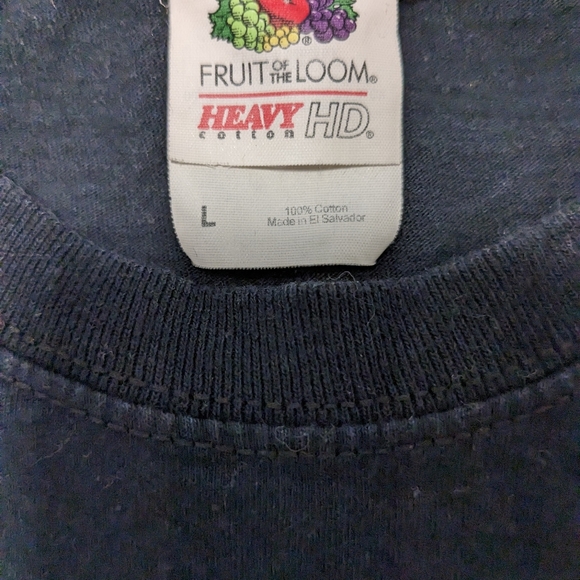 FRUIT OF THE LOOM®
HEAVY HD®
cotton
L
100% Cotton
Made in El Salvador